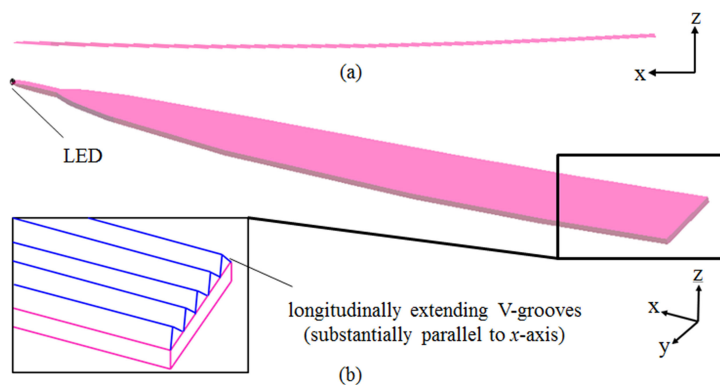 z
x
(a)
LED
longitudinally extending V-grooves
(substantially parallel to x-axis)
z
x
y
(b)